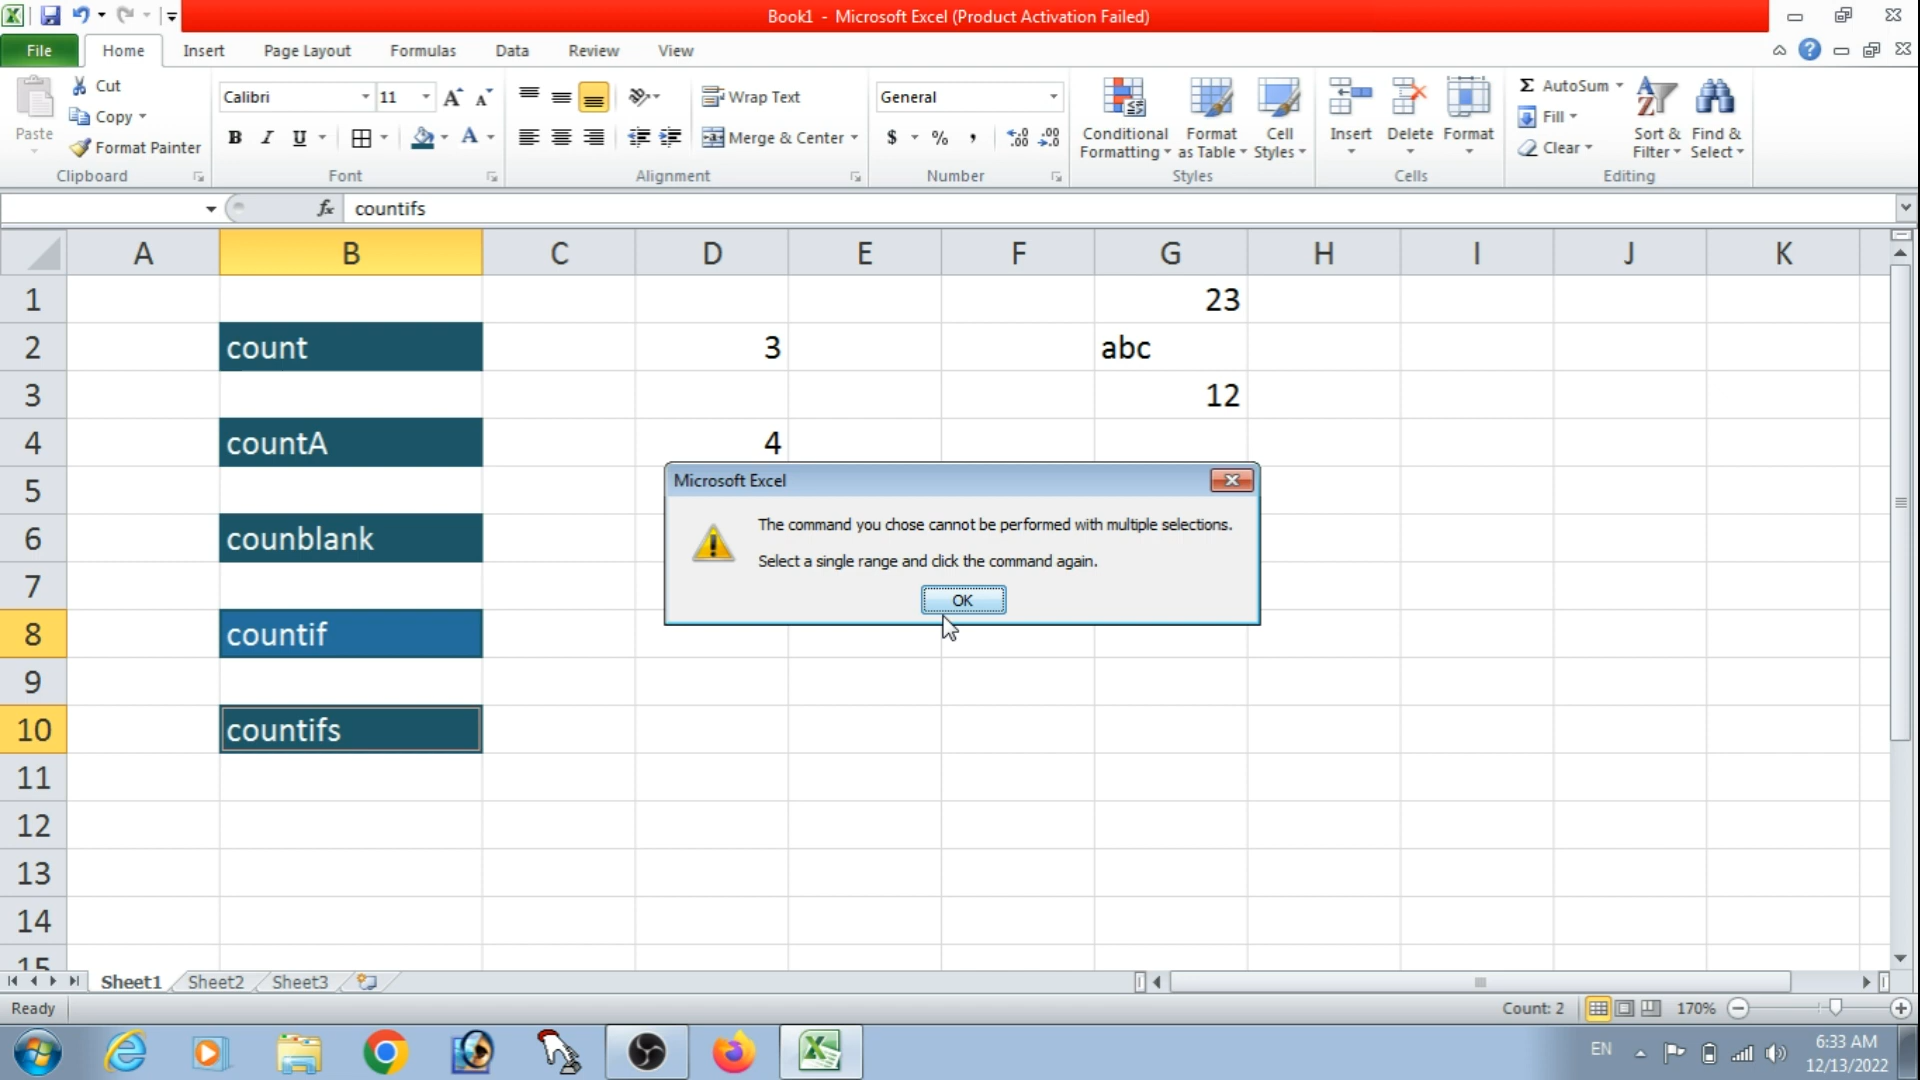 Book1 - Microsoft Excel (Product Activation Failed)
File Home Insert Page Layout Formulas Data Review View
Paste
Cut
Copy
Format Painter
Clipboard
Calibri 11
B I U
Font
Wrap Text
Merge & Center
Alignment
General
$ % ,
Number
Conditional Formatting
Format as Table
Cell Styles
Styles
Insert Delete Format
Cells
Σ AutoSum
Fill
Clear
Sort & Filter
Find & Select
Editing
fx countifs
A B C D E F G H I J K
1 23
2 count 3 abc
3 12
4 countA 4
5
6 counblank
7
8 countif
9
10 countifs
11
12
13
14
15
Microsoft Excel
The command you chose cannot be performed with multiple selections.
Select a single range and click the command again.
OK
Sheet1 Sheet2 Sheet3
Ready Count: 2 170%
EN 6:33 AM
12/13/2022